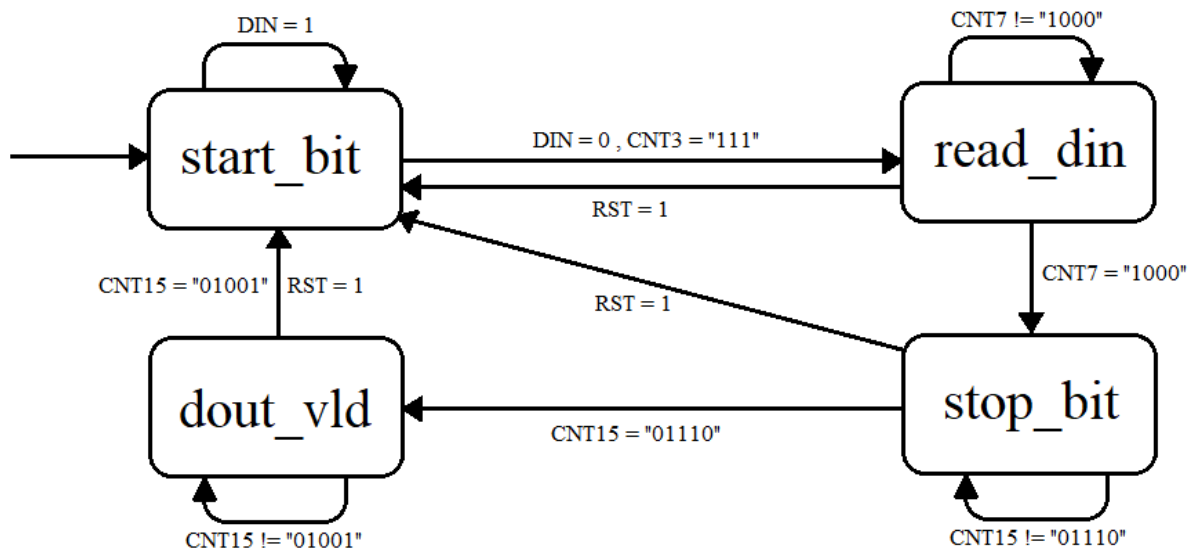 DIN = 1
CNT7 != "1000"
start_bit
DIN = 0 , CNT3 = "111"
read_din
RST = 1
CNT15 = "01001"
RST = 1
RST = 1
CNT7 = "1000"
dout_vld
CNT15 = "01110"
stop_bit
CNT15 != "01001"
CNT15 != "01110"